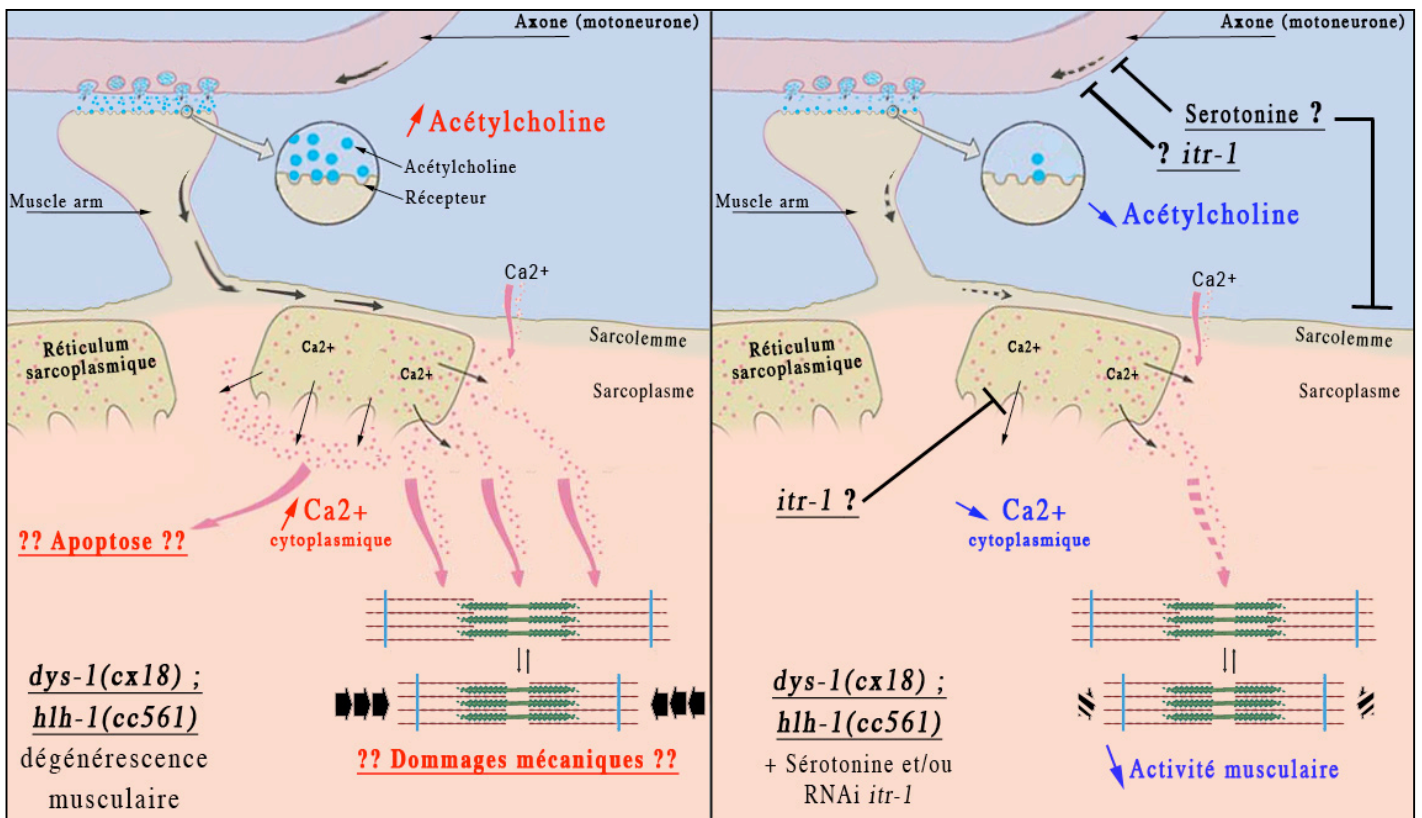 Axone (motoneurone)
Acétylcholine
Acétylcholine
Récepteur
Muscle arm
Ca2+
Réticulum
sarcoplasmique
Ca2+
Ca2+
Sarcolemme
Sarcoplasme
?? Apoptose ??
Ca2+
cytoplasmique
dys-1(cx18) ;
hlh-1(cc561)
dégénérescence
musculaire
?? Dommages mécaniques ??
Axone (motoneurone)
Serotonine ?
? itr-1
Acétylcholine
Muscle arm
Ca2+
Réticulum
sarcoplasmique
Ca2+
Ca2+
Sarcolemme
Sarcoplasme
itr-1 ?
Ca2+
cytoplasmique
dys-1(cx18) ;
hlh-1(cc561)
+ Sérotonine et/ou
RNAi itr-1
Activité musculaire